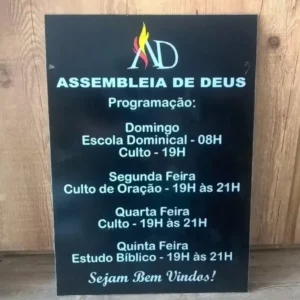 AD
ASSEMBLEIA DE DEUS
Programação:
Domingo
Escola Dominical - 08H
Culto - 19H
Segunda Feira
Culto de Oração - 19H às 21H
Quarta Feira
Culto - 19H às 21H
Quinta Feira
Estudo Bíblico - 19H às 21H
Sejam Bem Vindos!